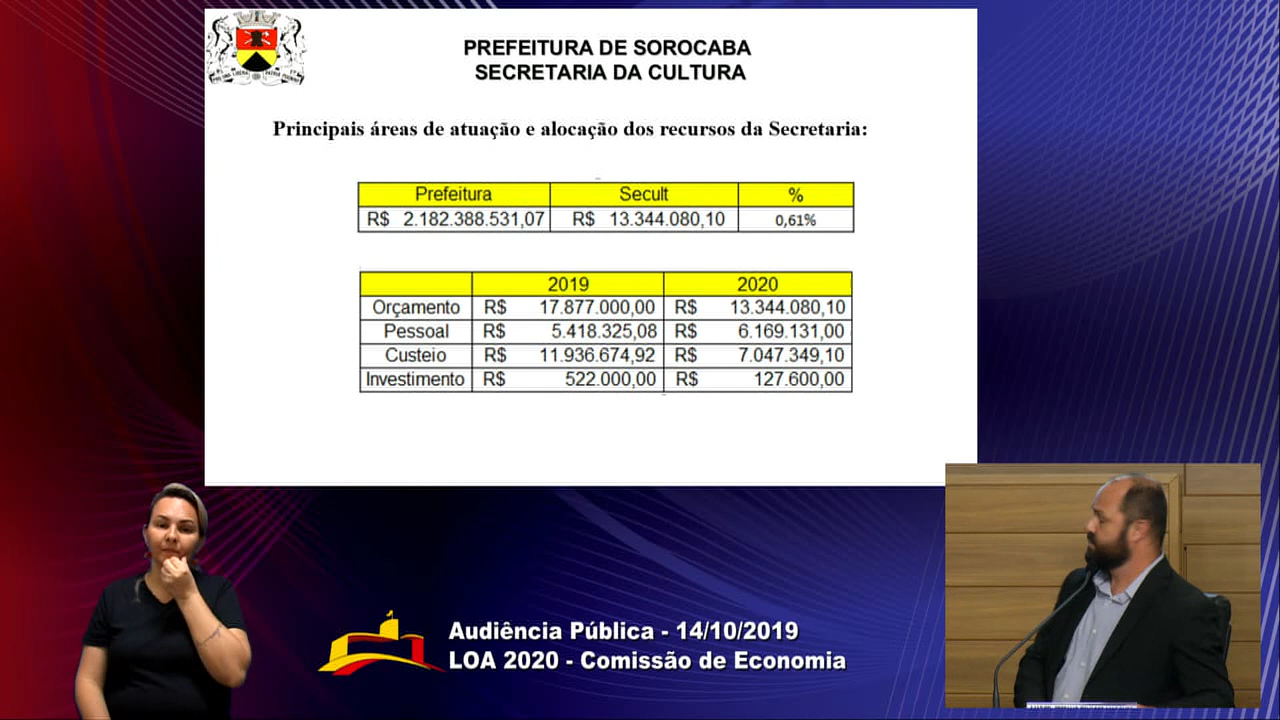 PREFEITURA DE SOROCABA
SECRETARIA DA CULTURA
Principais áreas de atuação e alocação dos recursos da Secretaria:
Prefeitura Secult %
R$ 2.182.388.531,07 R$ 13.344.080,10 0,61%
2019 2020
Orçamento R$ 17.877.000,00 R$ 13.344.080,10
Pessoal R$ 5.418.325,08 R$ 6.169.131,00
Custeio R$ 11.936.674,92 R$ 7.047.349,10
Investimento R$ 522.000,00 R$ 127.600,00
Audiência Pública - 14/10/2019
LOA 2020 - Comissão de Economia